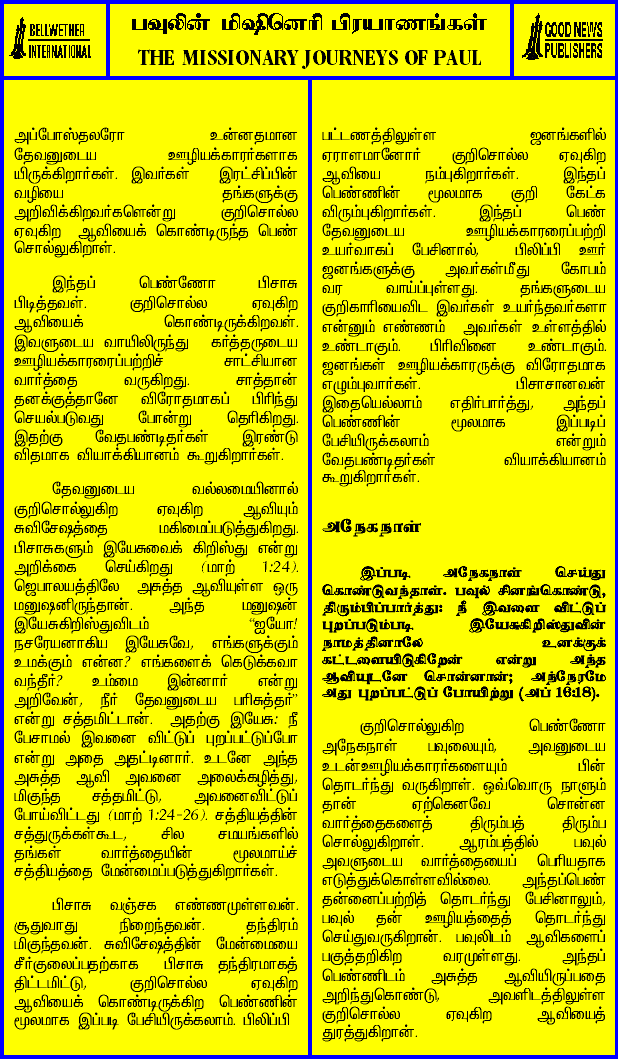 BELLWETHER
INTERNATIONAL
பவுலின் மிஷினெரி பிரயாணங்கள்
THE MISSIONARY JOURNEYS OF PAUL
GOOD NEWS
PUBLISHERS
அப்போஸ்தலரோ உன்னதமான
தேவனுடைய ஊழியக்காரர்களாக
யிருக்கிறார்கள். இவர்கள் இரட்சிப்பின்
வழியை தங்களுக்கு
அறிவிக்கிறவர்களென்று குறிசொல்ல
ஏவுகிற ஆவியைக் கொண்டிருந்த பெண்
சொல்லுகிறாள்.
இந்தப் பெண்ணோ பிசாசு
பிடித்தவள். குறிசொல்ல ஏவுகிற
ஆவியைக் கொண்டிருக்கிறவள்.
இவளுடைய வாயிலிருந்து கர்த்தருடைய
ஊழியக்காரரைப்பற்றிச் சாட்சியான
வார்த்தை வருகிறது. சாத்தான்
தனக்குத்தானே விரோதமாகப் பிரிந்து
செயல்படுவது போன்று தெரிகிறது.
இதற்கு வேதபண்டிதர்கள் இரண்டு
விதமாக வியாக்கியானம் கூறுகிறார்கள்.
தேவனுடைய வல்லமையினால்
குறிசொல்லுகிற ஏவுகிற ஆவியும்
சுவிசேஷத்தை மகிமைப்படுத்துகிறது.
பிசாசுகளும் இயேசுவைக் கிறிஸ்து என்று
அறிக்கை செய்கிறது (மாற் 1:24).
ஜெபாலயத்திலே அசுத்த ஆவியுள்ள ஒரு
மனுஷனிருந்தான். அந்த மனுஷன்
இயேசுகிறிஸ்துவிடம் "ஐயோ!
நசரேயனாகிய இயேசுவே, எங்களுக்கும்
உமக்கும் என்ன? எங்களைக் கெடுக்கவா
வந்தீர்? உம்மை இன்னார் என்று
அறிவேன், நீர் தேவனுடைய பரிசுத்தர்"
என்று சத்தமிட்டான். அதற்கு இயேசு: நீ
பேசாமல் இவனை விட்டுப் புறப்பட்டுப்போ
என்று அதை அதட்டினார். உடனே அந்த
அசுத்த ஆவி அவனை அலைக்கழித்து,
மிகுந்த சத்தமிட்டு, அவனைவிட்டுப்
போய்விட்டது (மாற் 1:24-26). சத்தியத்தின்
சத்துருக்கள்கூட, சில சமயங்களில்
தங்கள் வார்த்தையின் மூலமாய்ச்
சத்தியத்தை மேன்மைப்படுத்துகிறார்கள்.
பிசாசு வஞ்சக எண்ணமுள்ளவன்.
சூதுவாது நிறைந்தவன். தந்திரம்
மிகுந்தவன். சுவிசேஷத்தின் மேன்மையை
சீர்குலைப்பதற்காக பிசாசு தந்திரமாகத்
திட்டமிட்டு, குறிசொல்ல ஏவுகிற
ஆவியைக் கொண்டிருக்கிற பெண்ணின்
மூலமாக இப்படி பேசியிருக்கலாம். பிலிப்பி
பட்டணத்திலுள்ள ஜனங்களில்
ஏராளமானோர் குறிசொல்ல ஏவுகிற
ஆவியை நம்புகிறார்கள். இந்தப்
பெண்ணின் மூலமாக குறி கேட்க
விரும்புகிறார்கள். இந்தப் பெண்
தேவனுடைய ஊழியக்காரரைப்பற்றி
உயர்வாகப் பேசினால், பிலிப்பி ஊர்
ஜனங்களுக்கு அவர்கள்மீது கோபம்
வர வாய்ப்புள்ளது. தங்களுடைய
குறிகாரியைவிட இவர்கள் உயர்ந்தவர்களா
என்னும் எண்ணம் அவர்கள் உள்ளத்தில்
உண்டாகும். பிரிவினை உண்டாகும்.
ஜனங்கள் ஊழியக்காரருக்கு விரோதமாக
எழும்புவார்கள். பிசாசானவன்
இதையெல்லாம் எதிர்பார்த்து, அந்தப்
பெண்ணின் மூலமாக இப்படிப்
பேசியிருக்கலாம் என்றும்
வேதபண்டிதர்கள் வியாக்கியானம்
கூறுகிறார்கள்.
அநேகநாள்
இப்படி அநேகநாள் செய்து
கொண்டுவந்தாள். பவுல் சினங்கொண்டு,
திரும்பிப்பார்த்து: நீ இவளை விட்டுப்
புறப்படும்படி இயேசுகிறிஸ்துவின்
நாமத்தினாலே உனக்குக்
கட்டளையிடுகிறேன் என்று அந்த
ஆவியுடனே சொன்னான்; அந்நேரமே
அது புறப்பட்டுப் போயிற்று (அப் 16:18).
குறிசொல்லுகிற பெண்ணோ
அநேகநாள் பவுலையும், அவனுடைய
உடன்ஊழியக்காரர்களையும் பின்
தொடர்ந்து வருகிறாள். ஒவ்வொரு நாளும்
தான் ஏற்கெனவே சொன்ன
வார்த்தைகளைத் திரும்பத் திரும்ப
சொல்லுகிறாள். ஆரம்பத்தில் பவுல்
அவளுடைய வார்த்தையைப் பெரியதாக
எடுத்துக்கொள்ளவில்லை. அந்தப்பெண்
தன்னைப்பற்றித் தொடர்ந்து பேசினாலும்,
பவுல் தன் ஊழியத்தைத் தொடர்ந்து
செய்துவருகிறான். பவுலிடம் ஆவிகளைப்
பகுத்தறிகிற வரமுள்ளது. அந்தப்
பெண்ணிடம் அசுத்த ஆவியிருப்பதை
அறிந்துகொண்டு, அவளிடத்திலுள்ள
குறிசொல்ல ஏவுகிற ஆவியைத்
துரத்துகிறான்.